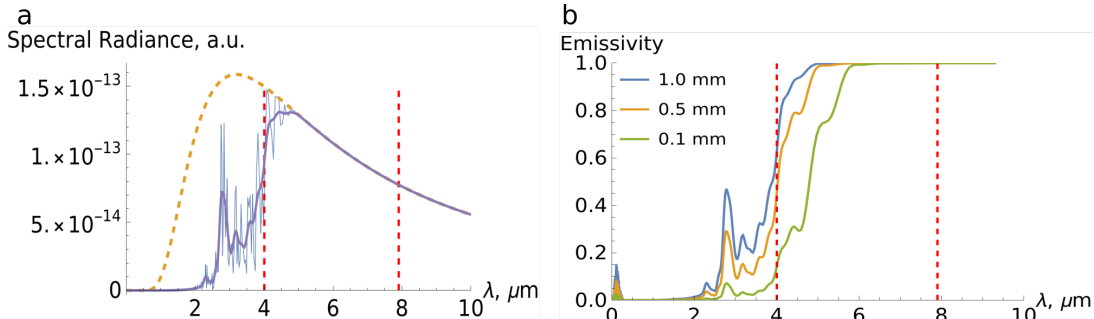 a
Spectral Radiance, a.u.
1.5×10⁻¹³
1.×10⁻¹³
5.×10⁻¹⁴
0
2 4 6 8 10
λ, μm
b
Emissivity
1.0
0.8
0.6
0.4
0.2
0.0
1.0 mm
0.5 mm
0.1 mm
0 2 4 6 8 10
λ, μm